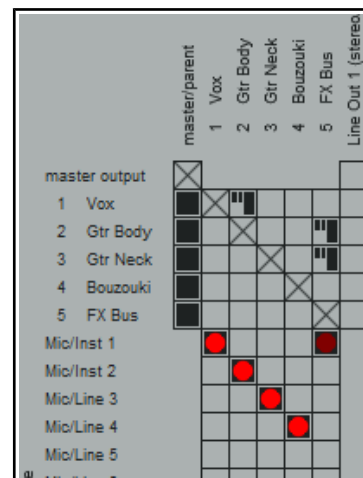 master/parent
1 Vox
2 Gtr Body
3 Gtr Neck
4 Bouzouki
5 FX Bus
Line Out 1 (stereo
master output
1 Vox
2 Gtr Body
3 Gtr Neck
4 Bouzouki
5 FX Bus
Mic/Inst 1
Mic/Inst 2
Mic/Line 3
Mic/Line 4
Mic/Line 5